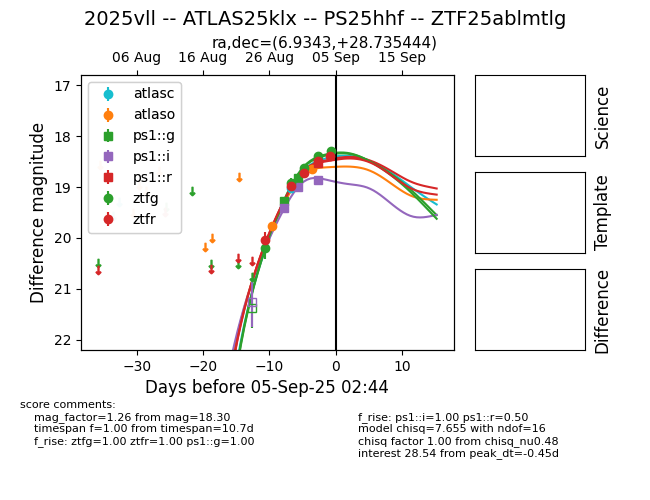 2025vll -- ATLAS25klx -- PS25hhf -- ZTF25ablmtlg
ra,dec=(6.9343,+28.735444)
06 Aug 16 Aug 26 Aug 05 Sep 15 Sep
17
18
19
20
21
22
Difference magnitude
atlasc
atlaso
ps1::g
ps1::i
ps1::r
ztfg
ztfr
−30 −20 −10 0 10
Days before 05-Sep-25 02:44
Science
Template
Difference
score comments:
mag_factor=1.26 from mag=18.30
timespan f=1.00 from timespan=10.7d
f_rise: ztfg=1.00 ztfr=1.00 ps1::g=1.00
f_rise: ps1::i=1.00 ps1::r=0.50
model chisq=7.655 with ndof=16
chisq factor 1.00 from chisq_nu0.48
interest 28.54 from peak_dt=-0.45d